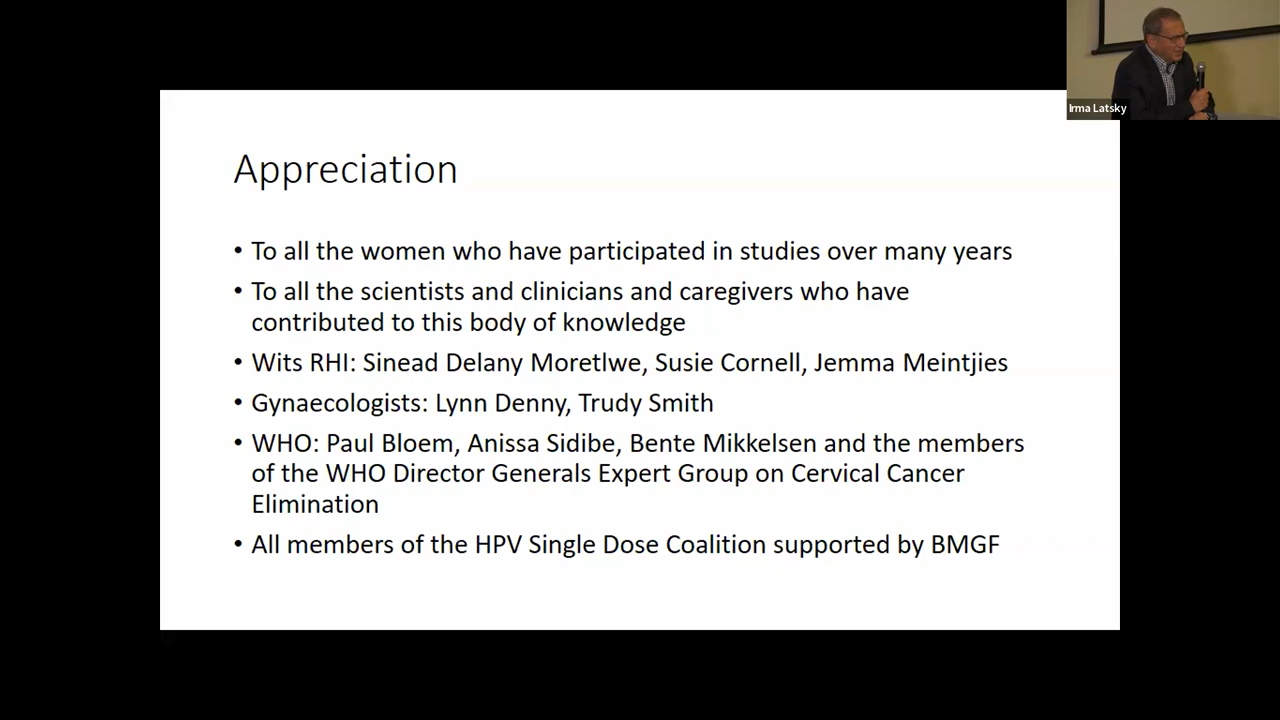 Irma Latsky
Appreciation
• To all the women who have participated in studies over many years
• To all the scientists and clinicians and caregivers who have
contributed to this body of knowledge
• Wits RHI: Sinead Delany Moretlwe, Susie Cornell, Jemma Meintjies
• Gynaecologists: Lynn Denny, Trudy Smith
• WHO: Paul Bloem, Anissa Sidibe, Bente Mikkelsen and the members
of the WHO Director Generals Expert Group on Cervical Cancer
Elimination
• All members of the HPV Single Dose Coalition supported by BMGF